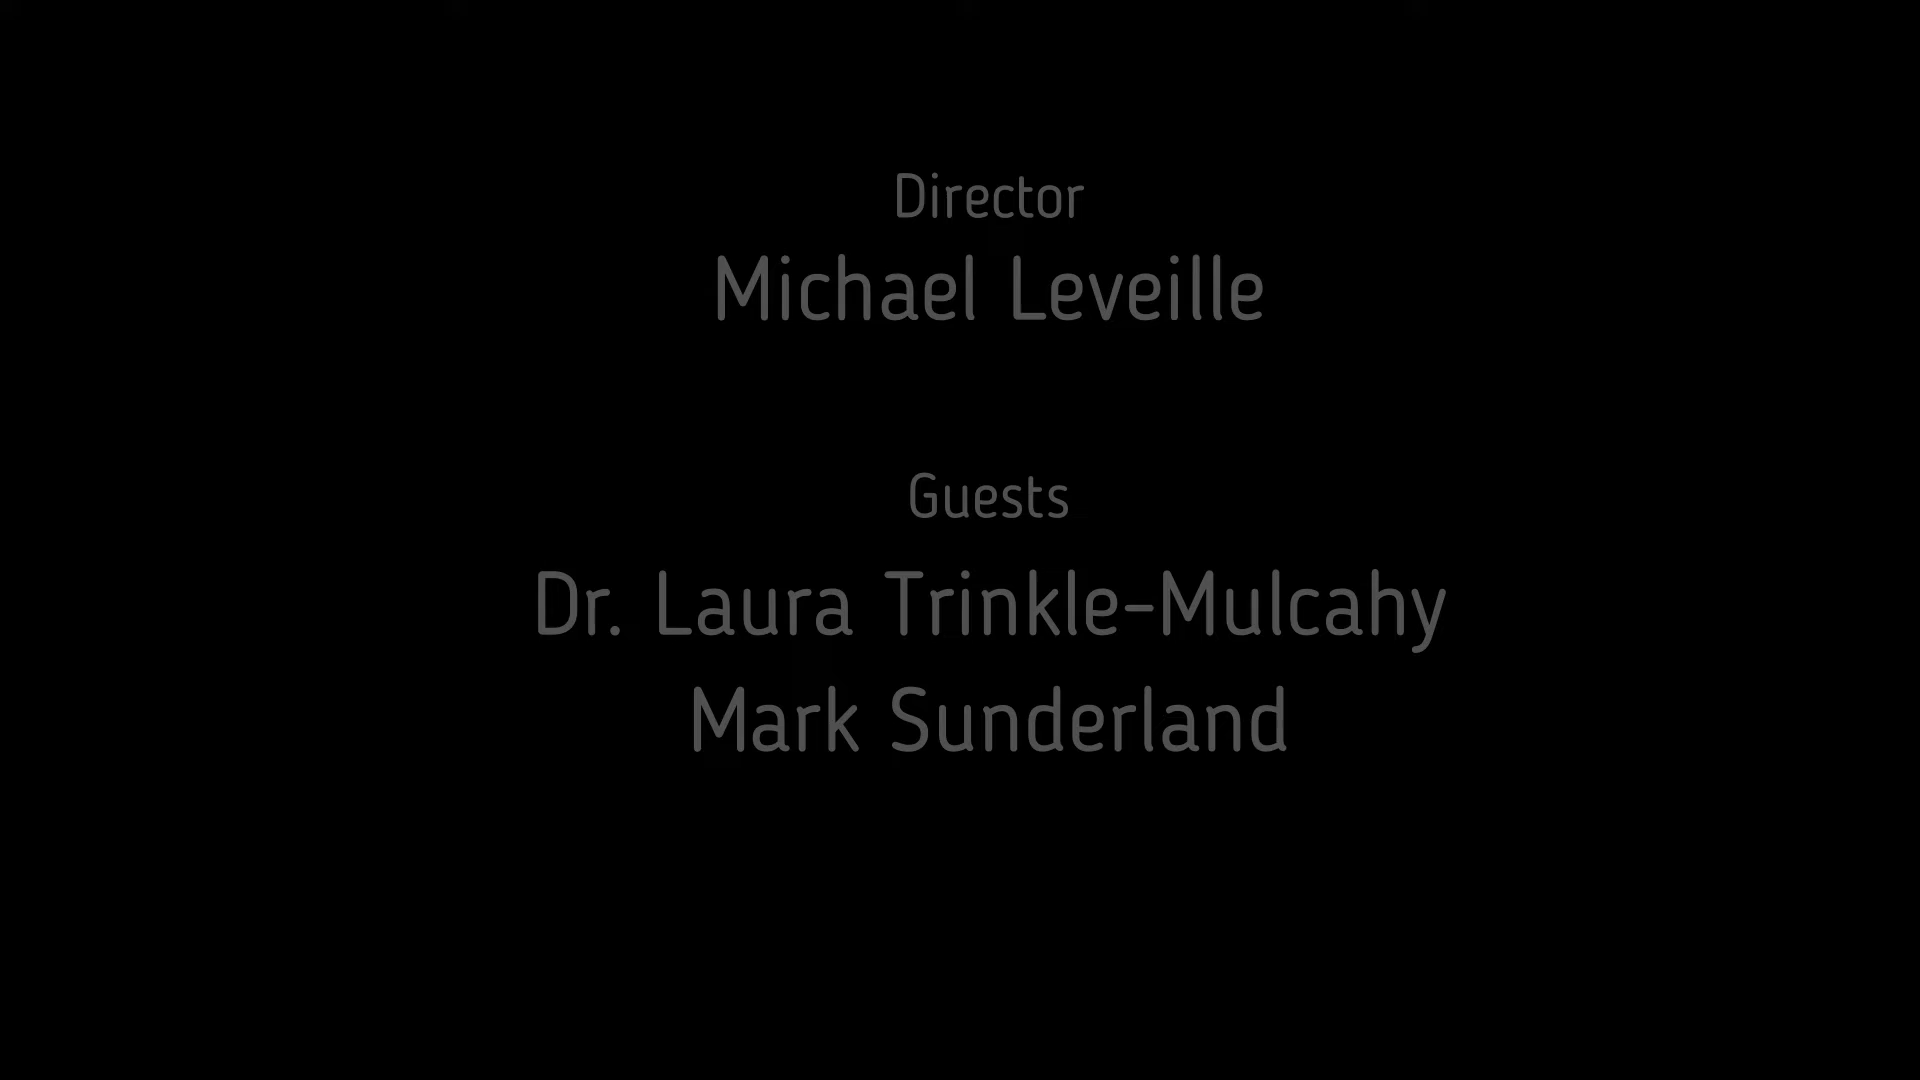 Director
Michael Leveille
Guests
Dr. Laura Trinkle-Mulcahy
Mark Sunderland